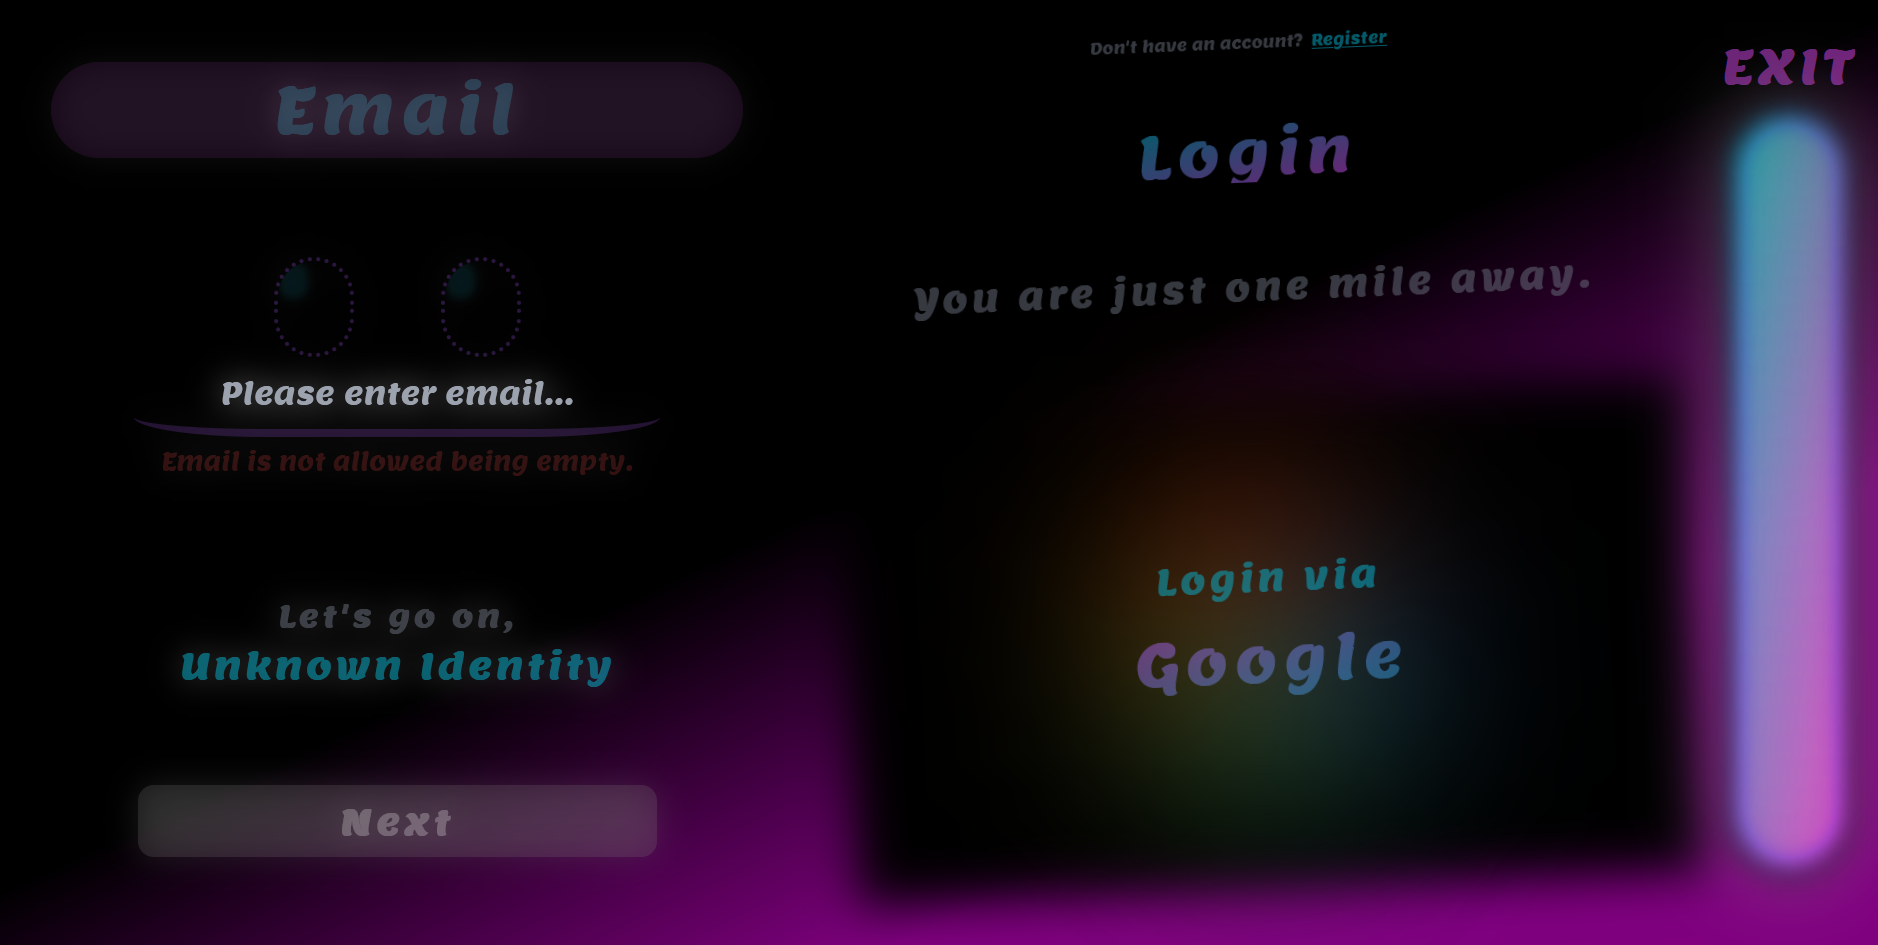 Email
Please enter email...
Email is not allowed being empty.
Let's go on,
Unknown Identity
Next
Don't have an account? Register
Login
you are just one mile away.
Login via
Google
EXIT